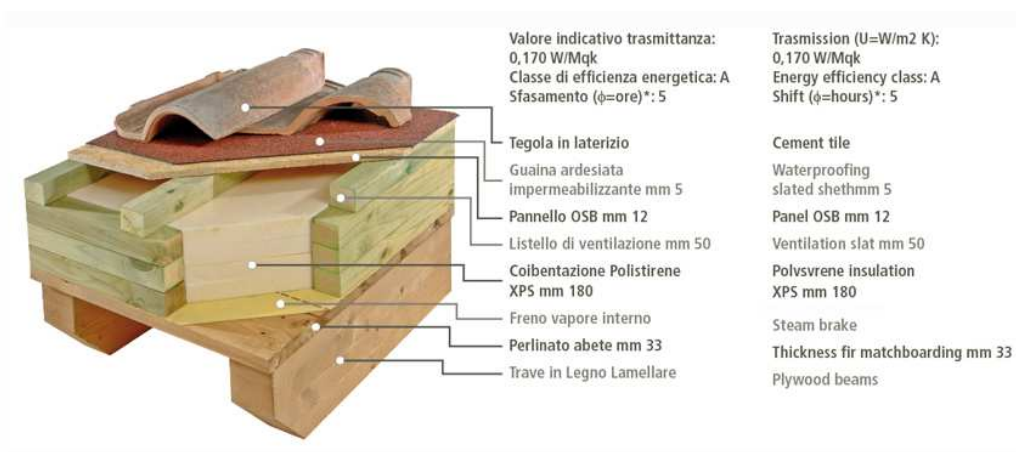 Valore indicativo trasmittanza:
0,170 W/Mqk
Classe di efficienza energetica: A
Sfasamento (ϕ=ore)*: 5
Tegola in laterizio
Guaina ardesiata
impermeabilizzante mm 5
Pannello OSB mm 12
Listello di ventilazione mm 50
Coibentazione Polistirene
XPS mm 180
Freno vapore interno
Perlinato abete mm 33
Trave in Legno Lamellare
Trasmission (U=W/m2 K):
0,170 W/Mqk
Energy efficiency class: A
Shift (ϕ=hours)*: 5
Cement tile
Waterproofing
slated shethmm 5
Panel OSB mm 12
Ventilation slat mm 50
Polvsvrene insulation
XPS mm 180
Steam brake
Thickness fir matchboarding mm 33
Plywood beams